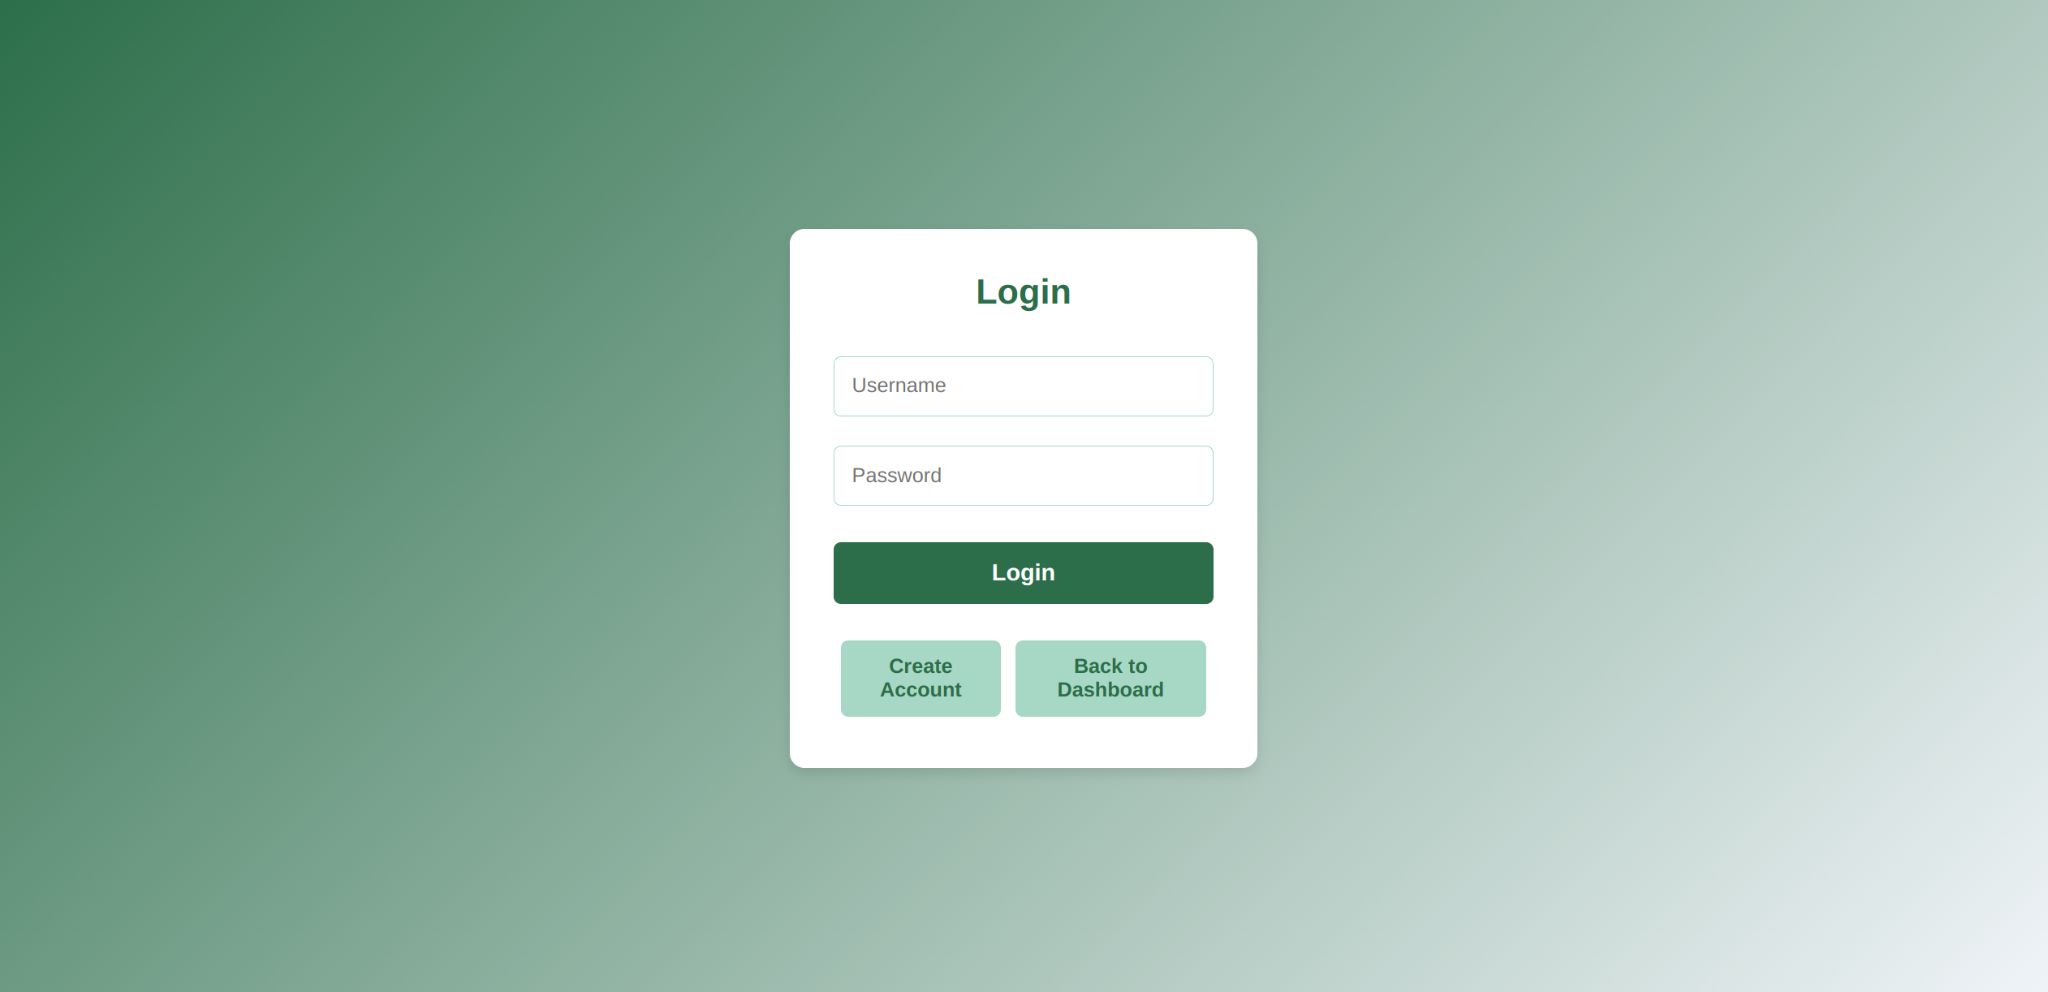 Login
Username
Password
Login
Create
Account
Back to
Dashboard